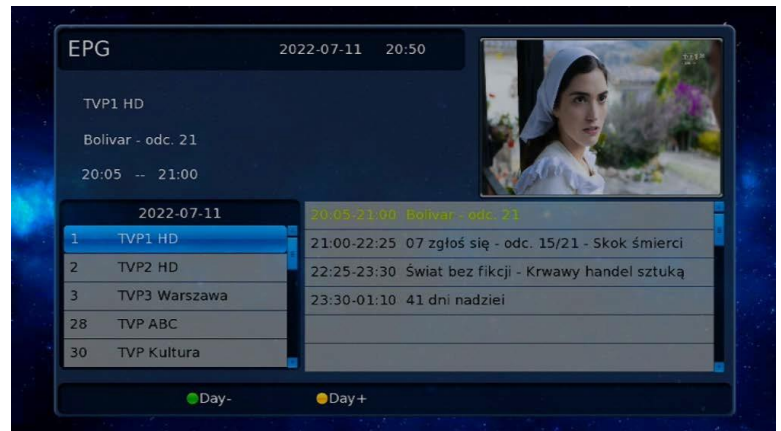 EPG
2022-07-11 20:50
TVP1 HD
Bolivar - odc. 21
20:05 -- 21:00
2022-07-11
1 TVP1 HD
2 TVP2 HD
3 TVP3 Warszawa
28 TVP ABC
30 TVP Kultura
20:05-21:00 Bolivar - odc. 21
21:00-22:25 07 zgłoś się - odc. 15/21 - Skok śmierci
22:25-23:30 Świat bez fikcji - Krwawy handel sztuką
23:30-01:10 41 dni nadziei
Day-
Day+